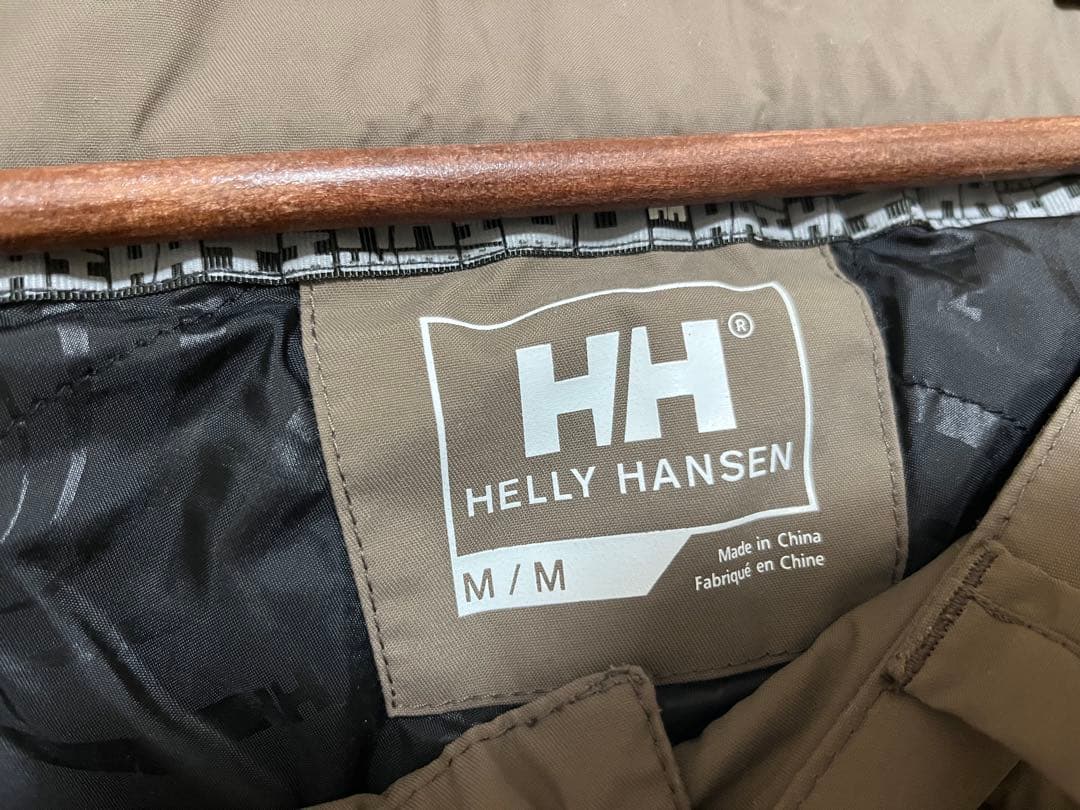 HH®
HELLY HANSEN
M / M
Made in China
Fabriqué en Chine